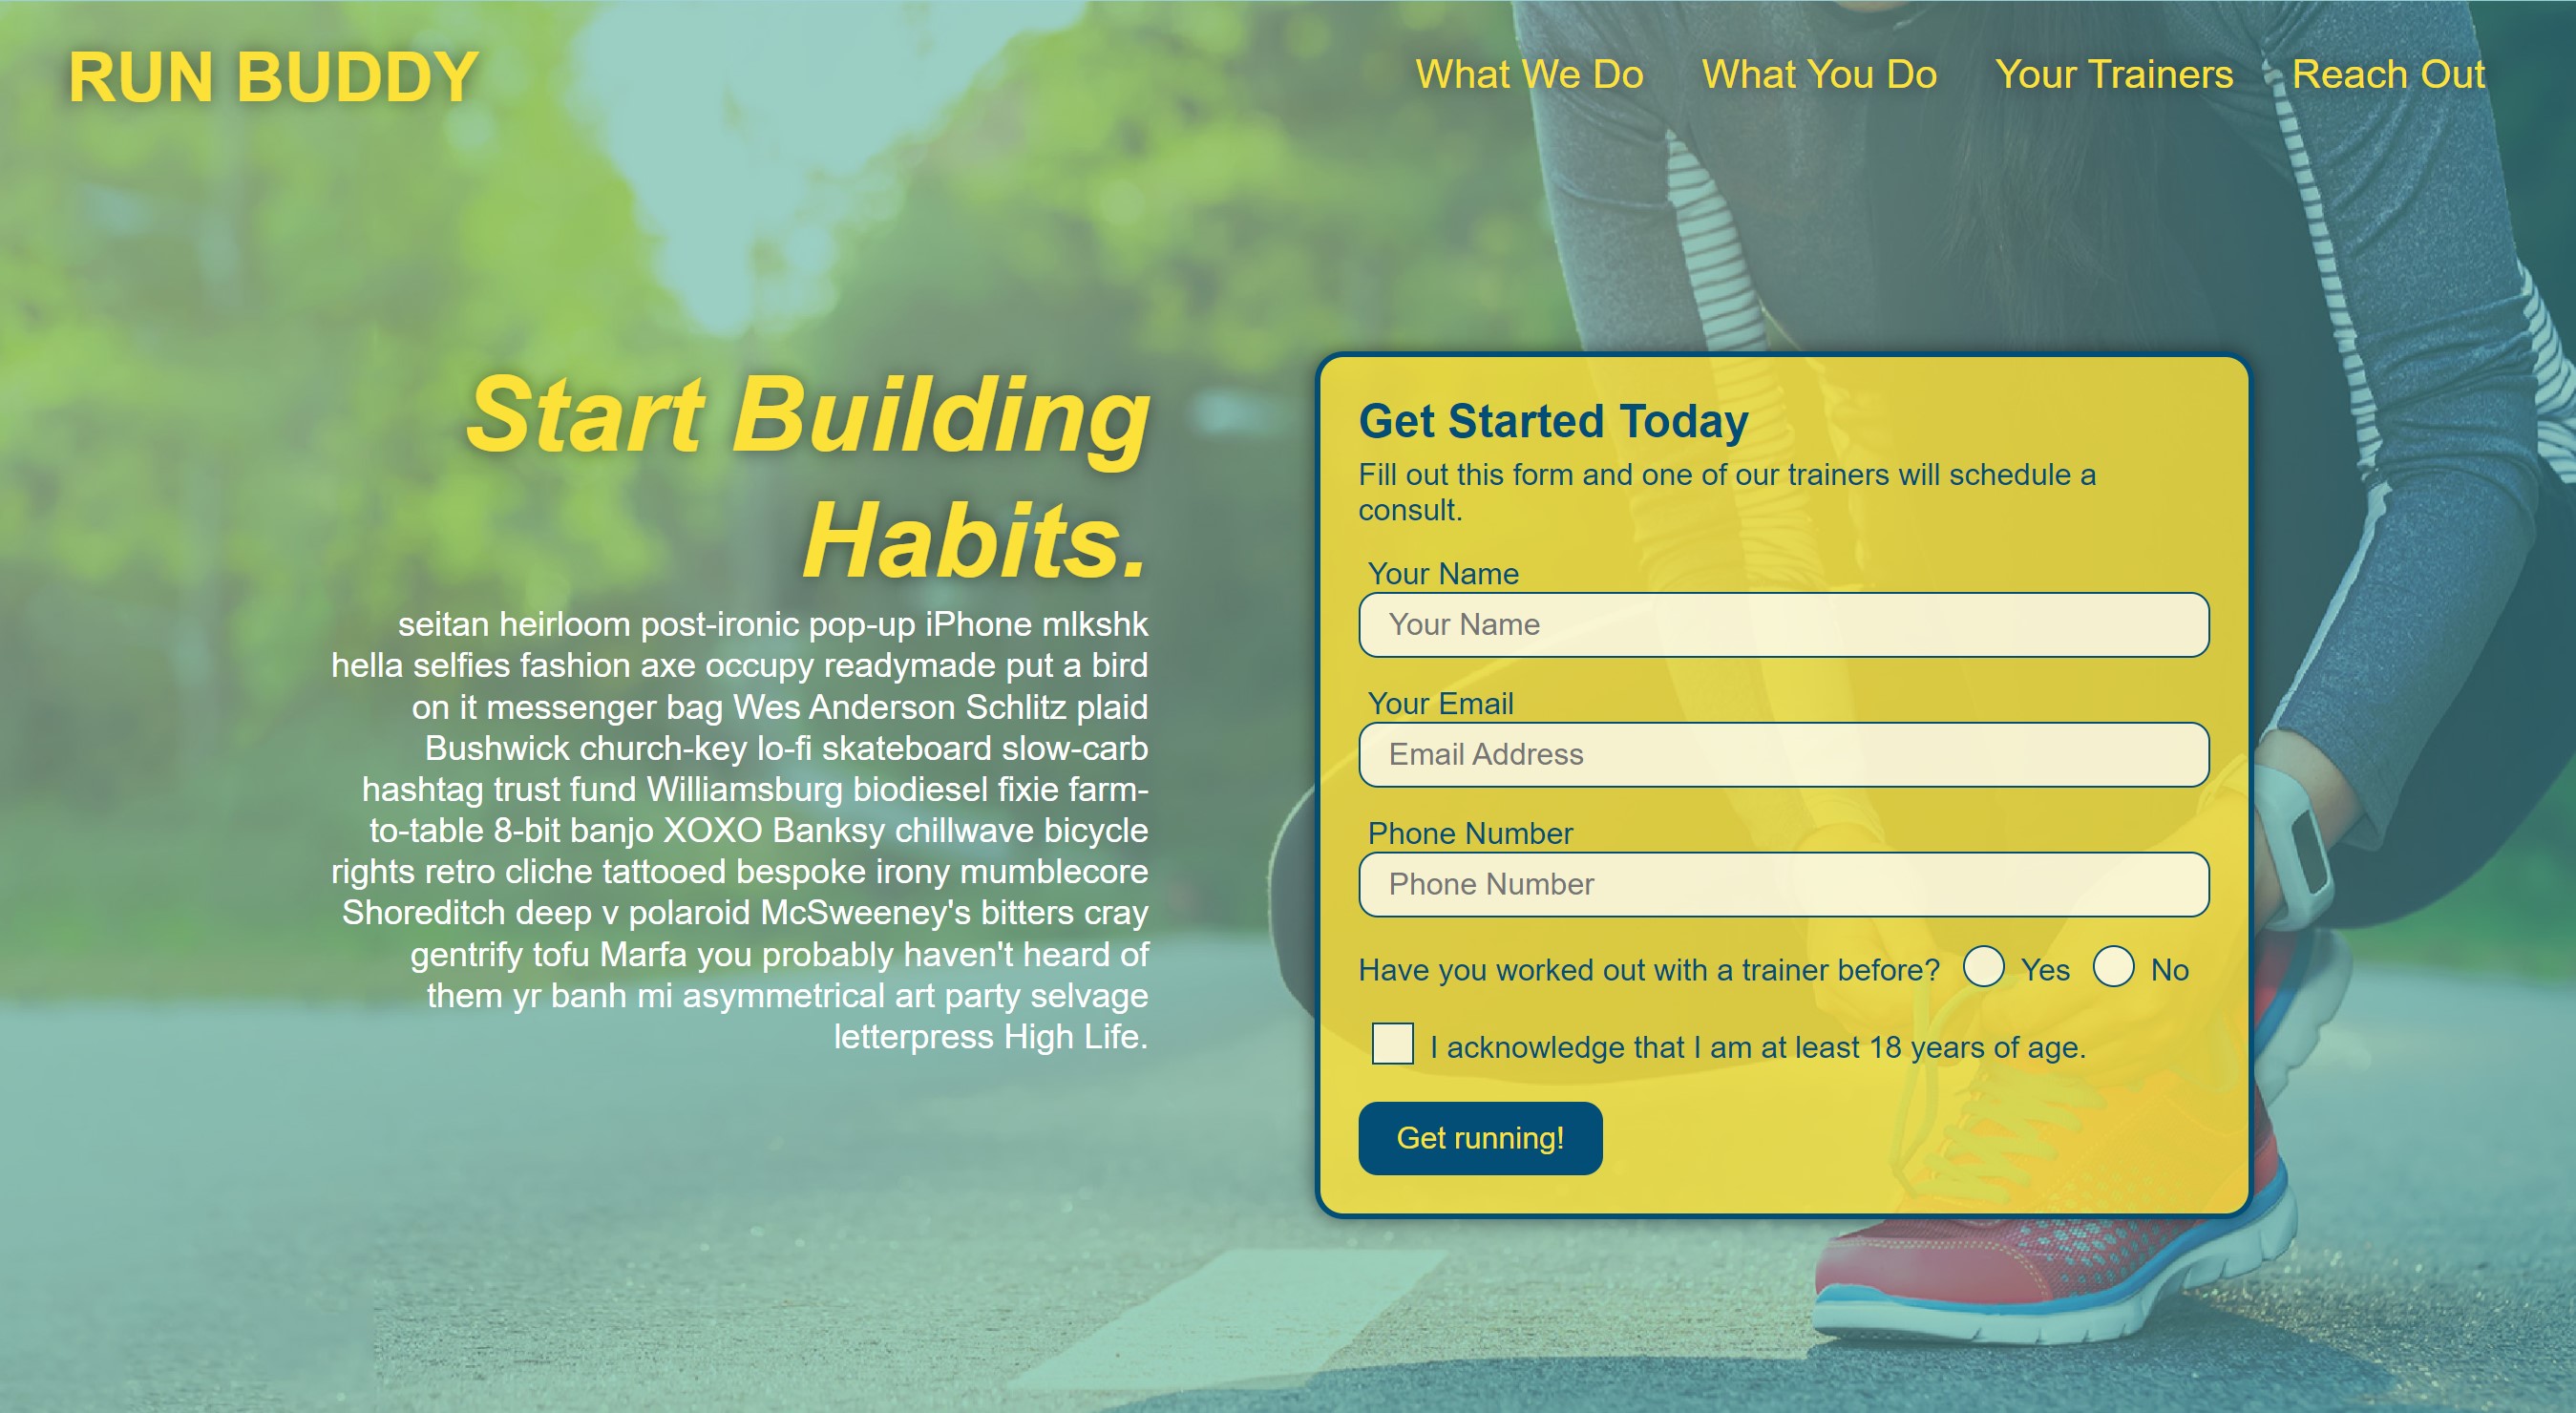 RUN BUDDY
What We Do
What You Do
Your Trainers
Reach Out
Start Building
Habits.
seitan heirloom post-ironic pop-up iPhone mlkshk
hella selfies fashion axe occupy readymade put a bird
on it messenger bag Wes Anderson Schlitz plaid
Bushwick church-key lo-fi skateboard slow-carb
hashtag trust fund Williamsburg biodiesel fixie farm-
to-table 8-bit banjo XOXO Banksy chillwave bicycle
rights retro cliche tattooed bespoke irony mumblecore
Shoreditch deep v polaroid McSweeney's bitters cray
gentrify tofu Marfa you probably haven't heard of
them yr banh mi asymmetrical art party selvage
letterpress High Life.
Get Started Today
Fill out this form and one of our trainers will schedule a
consult.
Your Name
Your Name
Your Email
Email Address
Phone Number
Phone Number
Have you worked out with a trainer before? Yes No
I acknowledge that I am at least 18 years of age.
Get running!